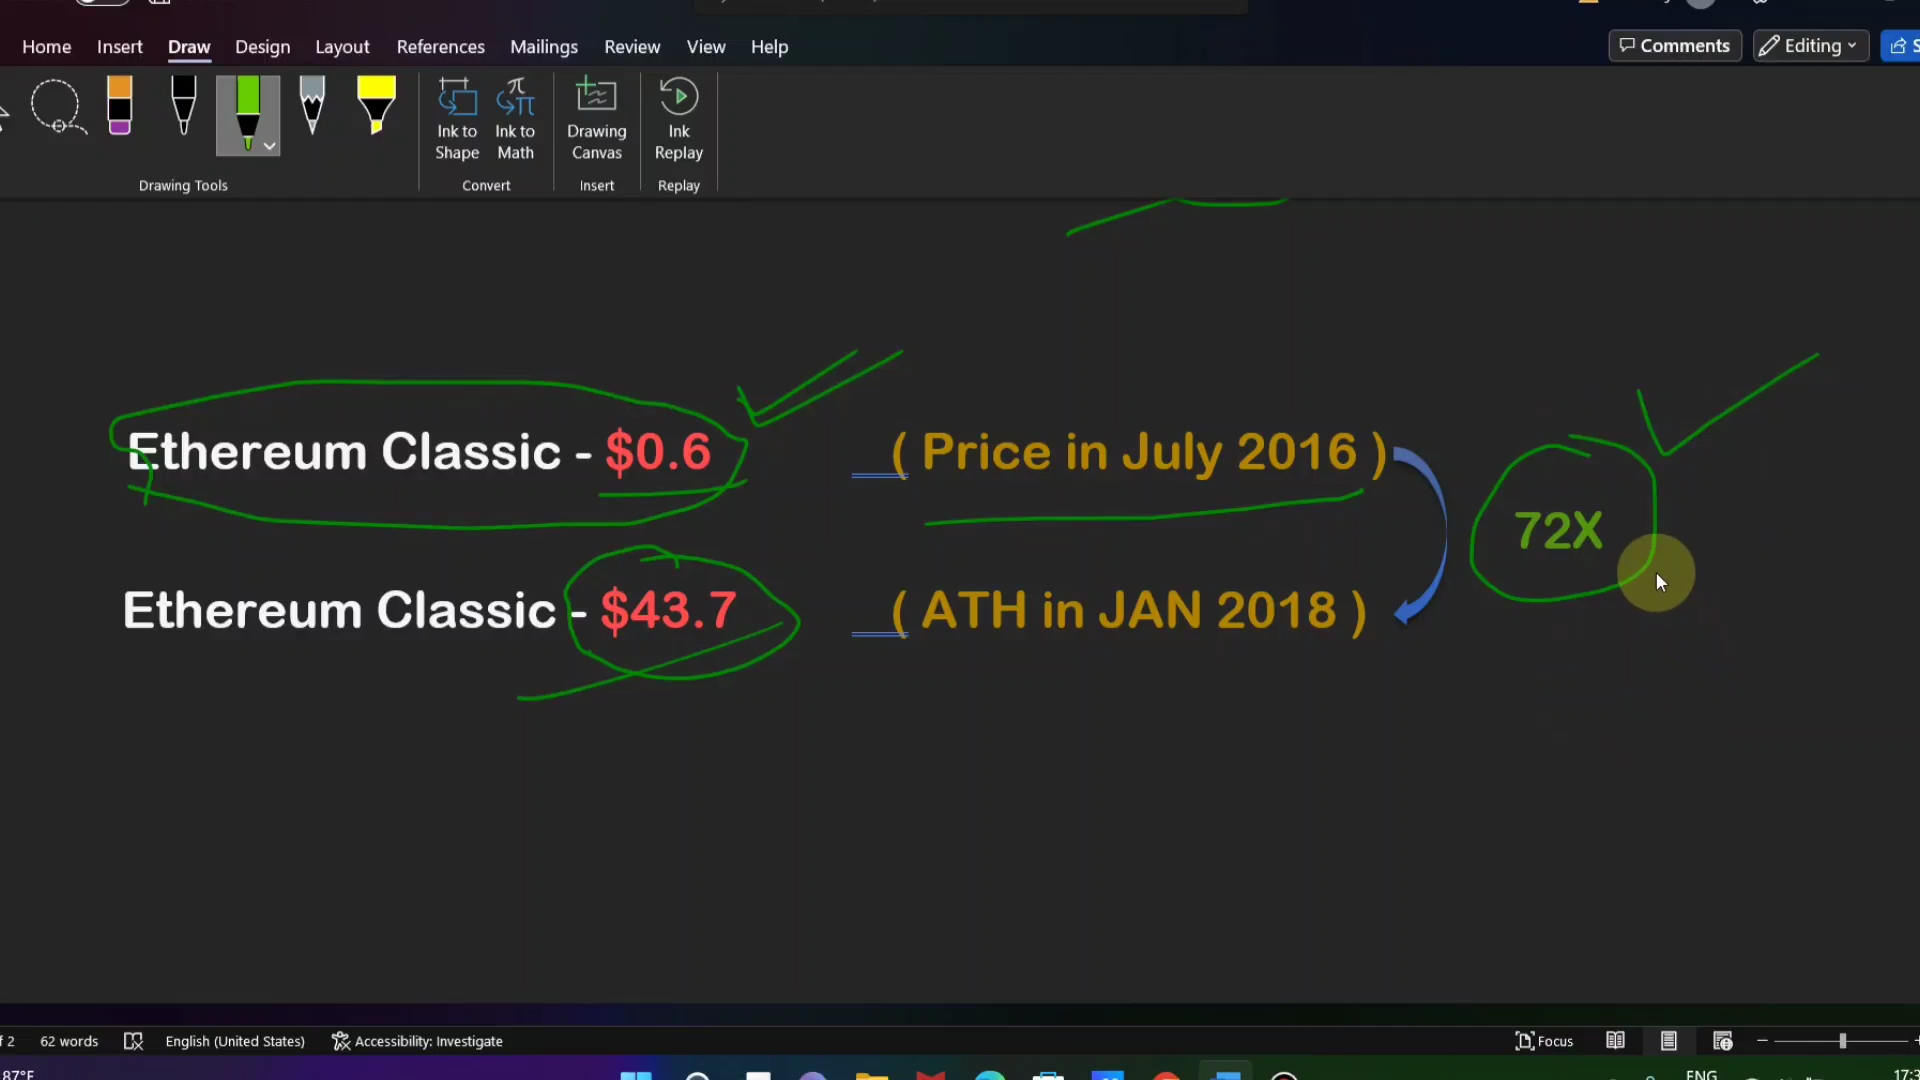 Home Insert Draw Design Layout References Mailings Review View Help Comments Editing
Ink to Shape
Ink to Math
Drawing Canvas
Ink Replay
Drawing Tools Convert Insert Replay
Ethereum Classic - $0.6 ( Price in July 2016 )
72X
Ethereum Classic - $43.7 ( ATH in JAN 2018 )
62 words English (United States) Accessibility: Investigate Focus
87°F ENG